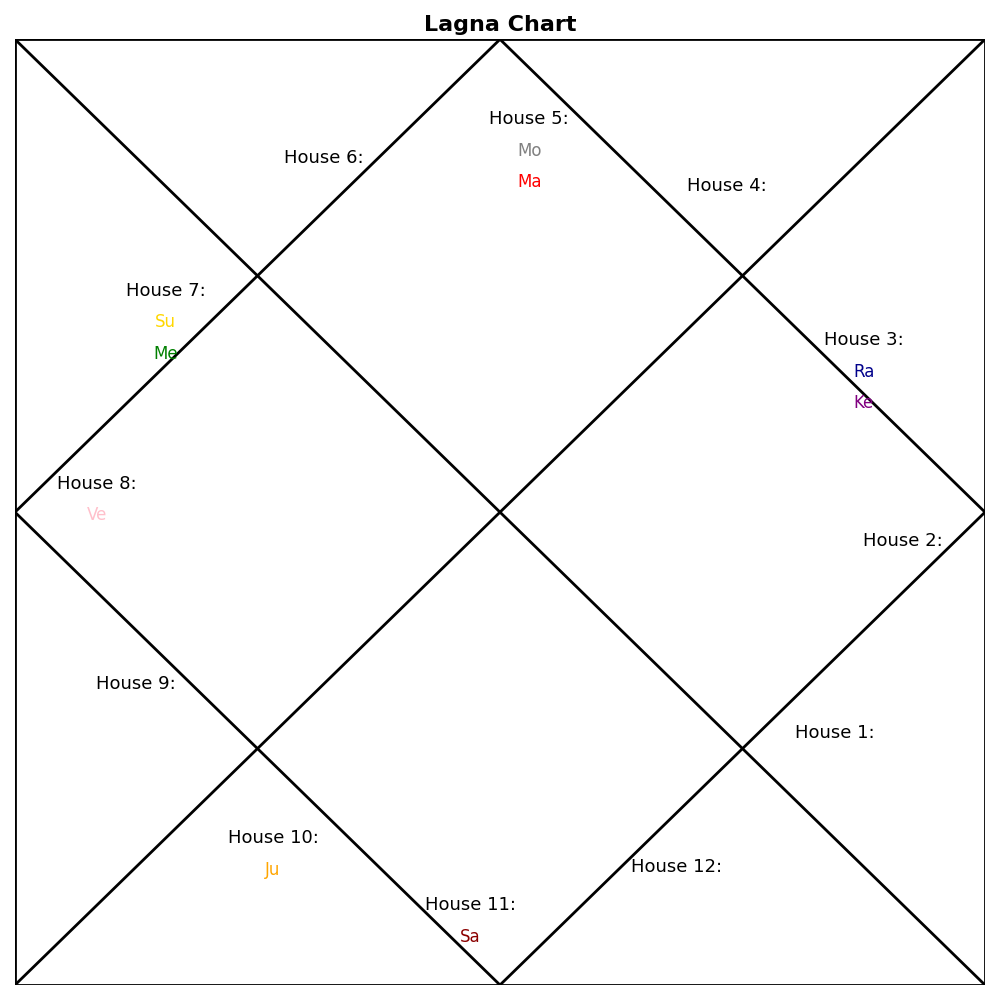 Lagna Chart
House 5:
Mo
Ma
House 6:
House 4:
House 7:
Su
Me
House 3:
Ra
Ke
House 8:
Ve
House 2:
House 9:
House 1:
House 10:
Ju
House 12:
House 11:
Sa